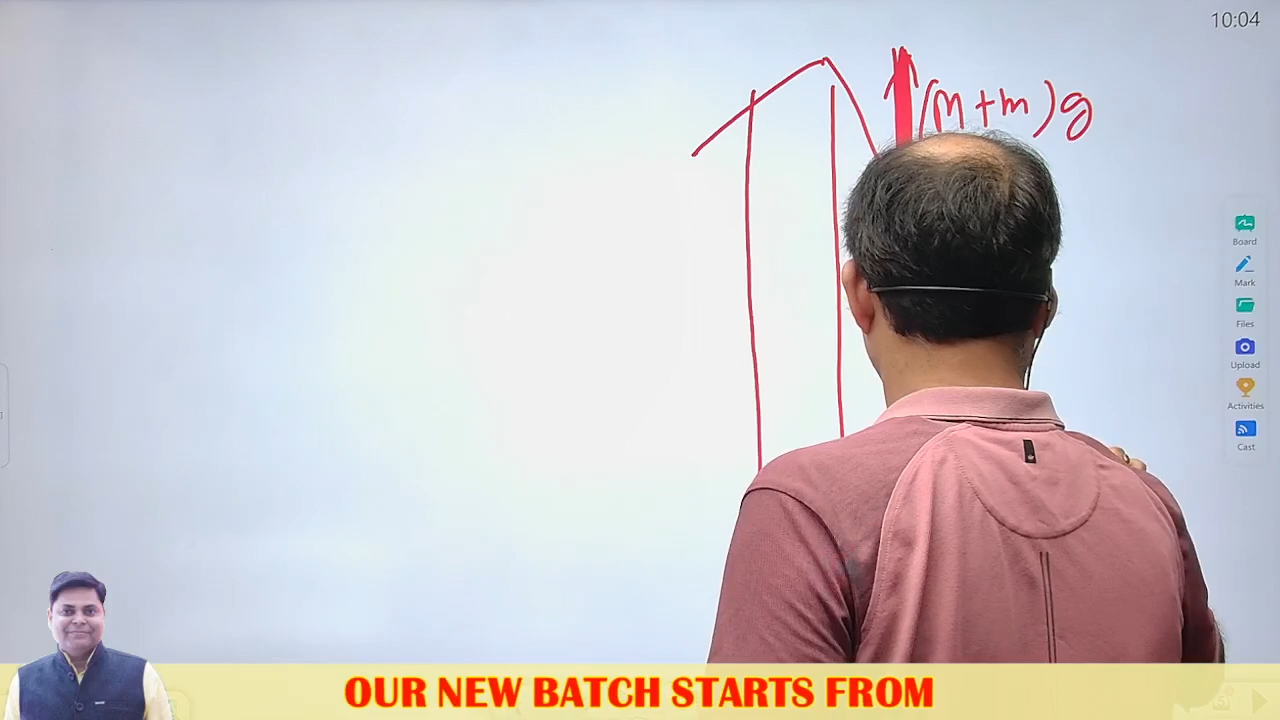 10:04
(M+m)g
Board
Mark
Files
Upload
Activities
Cast
OUR NEW BATCH STARTS FROM